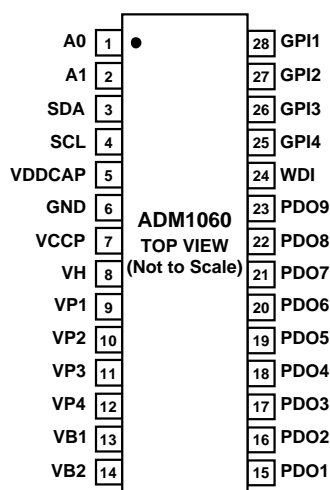 A0 1 28 GPI1
A1 2 27 GPI2
SDA 3 26 GPI3
SCL 4 25 GPI4
VDDCAP 5 24 WDI
GND 6 23 PDO9
VCCP 7 22 PDO8
VH 8 21 PDO7
VP1 9 20 PDO6
VP2 10 19 PDO5
VP3 11 18 PDO4
VP4 12 17 PDO3
VB1 13 16 PDO2
VB2 14 15 PDO1
ADM1060
TOP VIEW
(Not to Scale)